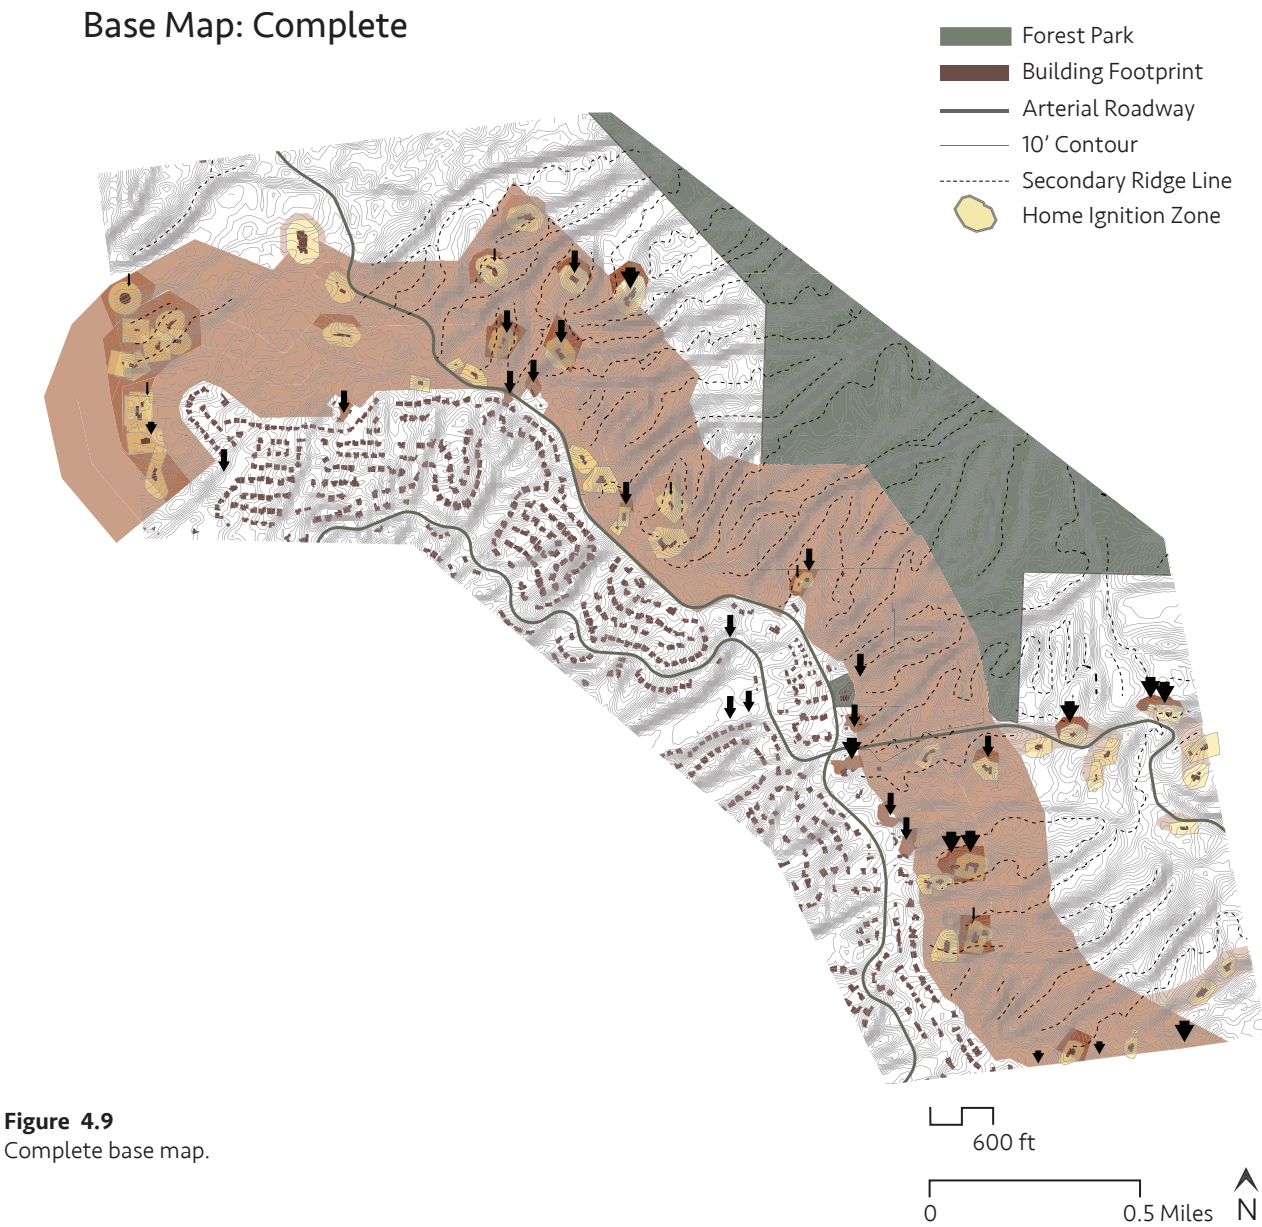 Base Map: Complete
Forest Park
Building Footprint
Arterial Roadway
10’ Contour
Secondary Ridge Line
Home Ignition Zone
Figure 4.9
Complete base map.
600 ft
0 0.5 Miles N